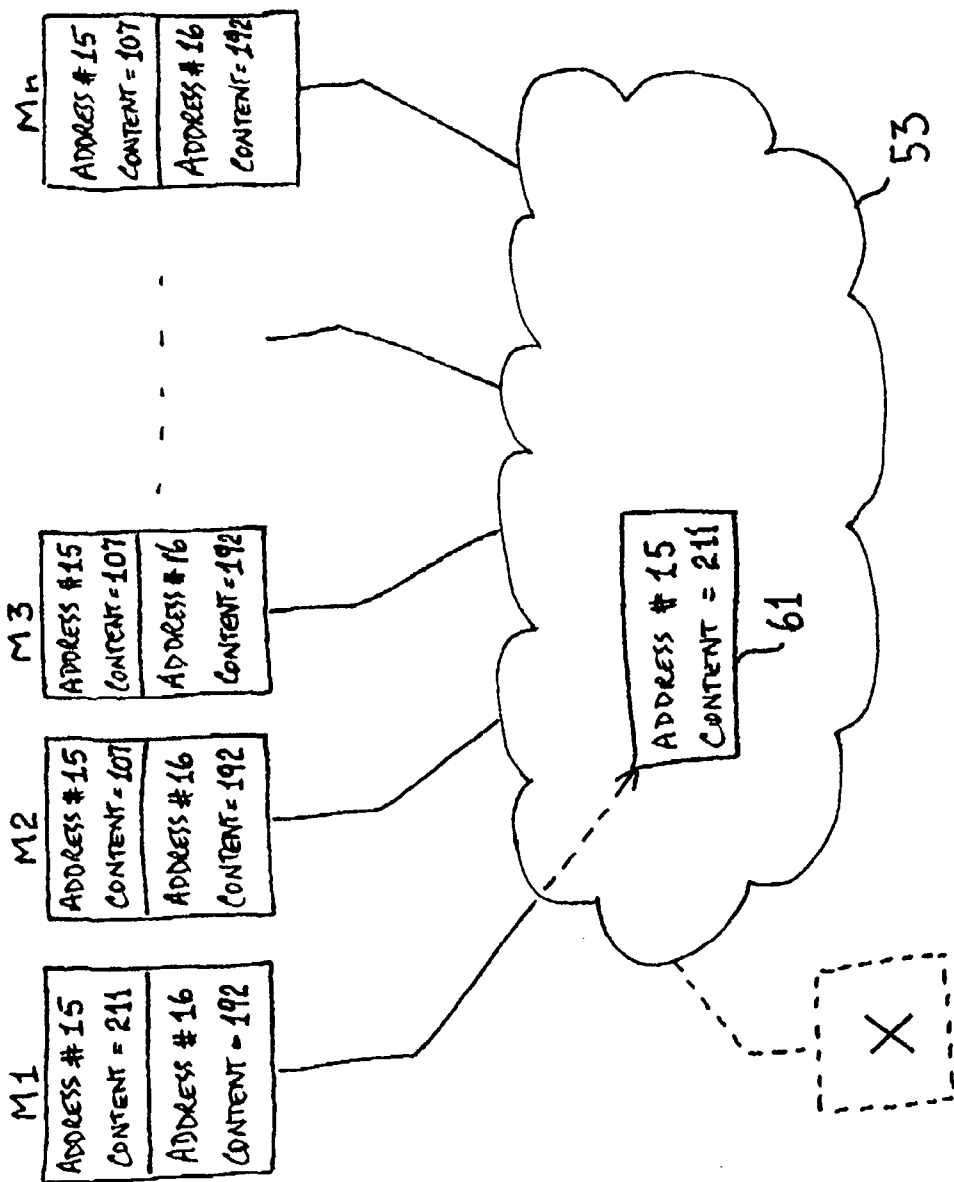 M1
ADDRESS #15
CONTENT = 211
ADDRESS #16
CONTENT = 192
M2
ADDRESS #15
CONTENT = 107
ADDRESS #16
CONTENT = 192
M3
ADDRESS #15
CONTENT = 107
ADDRESS #16
CONTENT = 192
Mn
ADDRESS #15
CONTENT = 107
ADDRESS #16
CONTENT = 192
ADDRESS # 15
CONTENT = 211
61
53
X